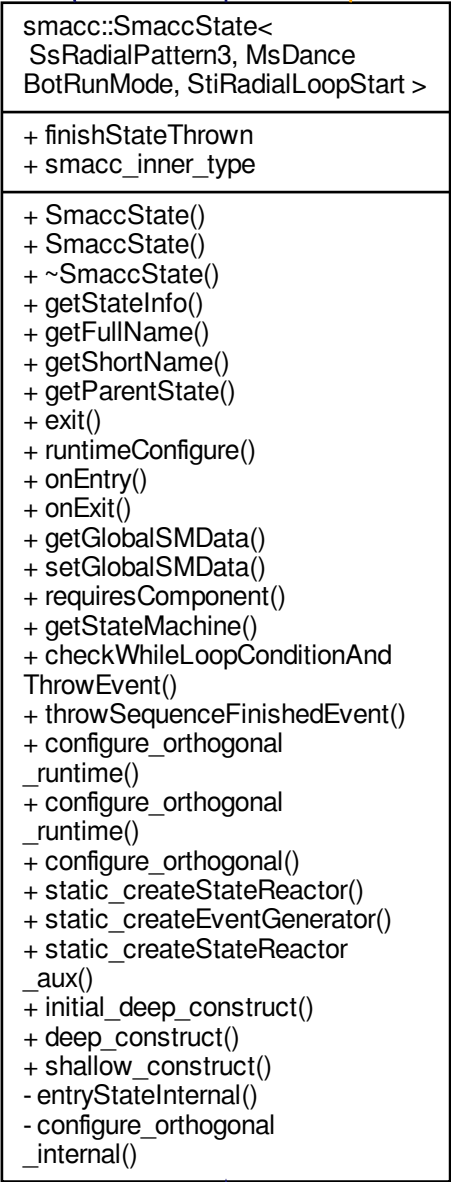 smacc::SmaccState<
SsRadialPattern3, MsDance
BotRunMode, StiRadialLoopStart >
+ finishStateThrown
+ smacc_inner_type
+ SmaccState()
+ SmaccState()
+ ~SmaccState()
+ getStateInfo()
+ getFullName()
+ getShortName()
+ getParentState()
+ exit()
+ runtimeConfigure()
+ onEntry()
+ onExit()
+ getGlobalSMData()
+ setGlobalSMData()
+ requiresComponent()
+ getStateMachine()
+ checkWhileLoopConditionAnd
ThrowEvent()
+ throwSequenceFinishedEvent()
+ configure_orthogonal
_runtime()
+ configure_orthogonal
_runtime()
+ configure_orthogonal()
+ static_createStateReactor()
+ static_createEventGenerator()
+ static_createStateReactor
_aux()
+ initial_deep_construct()
+ deep_construct()
+ shallow_construct()
- entryStateInternal()
- configure_orthogonal
_internal()